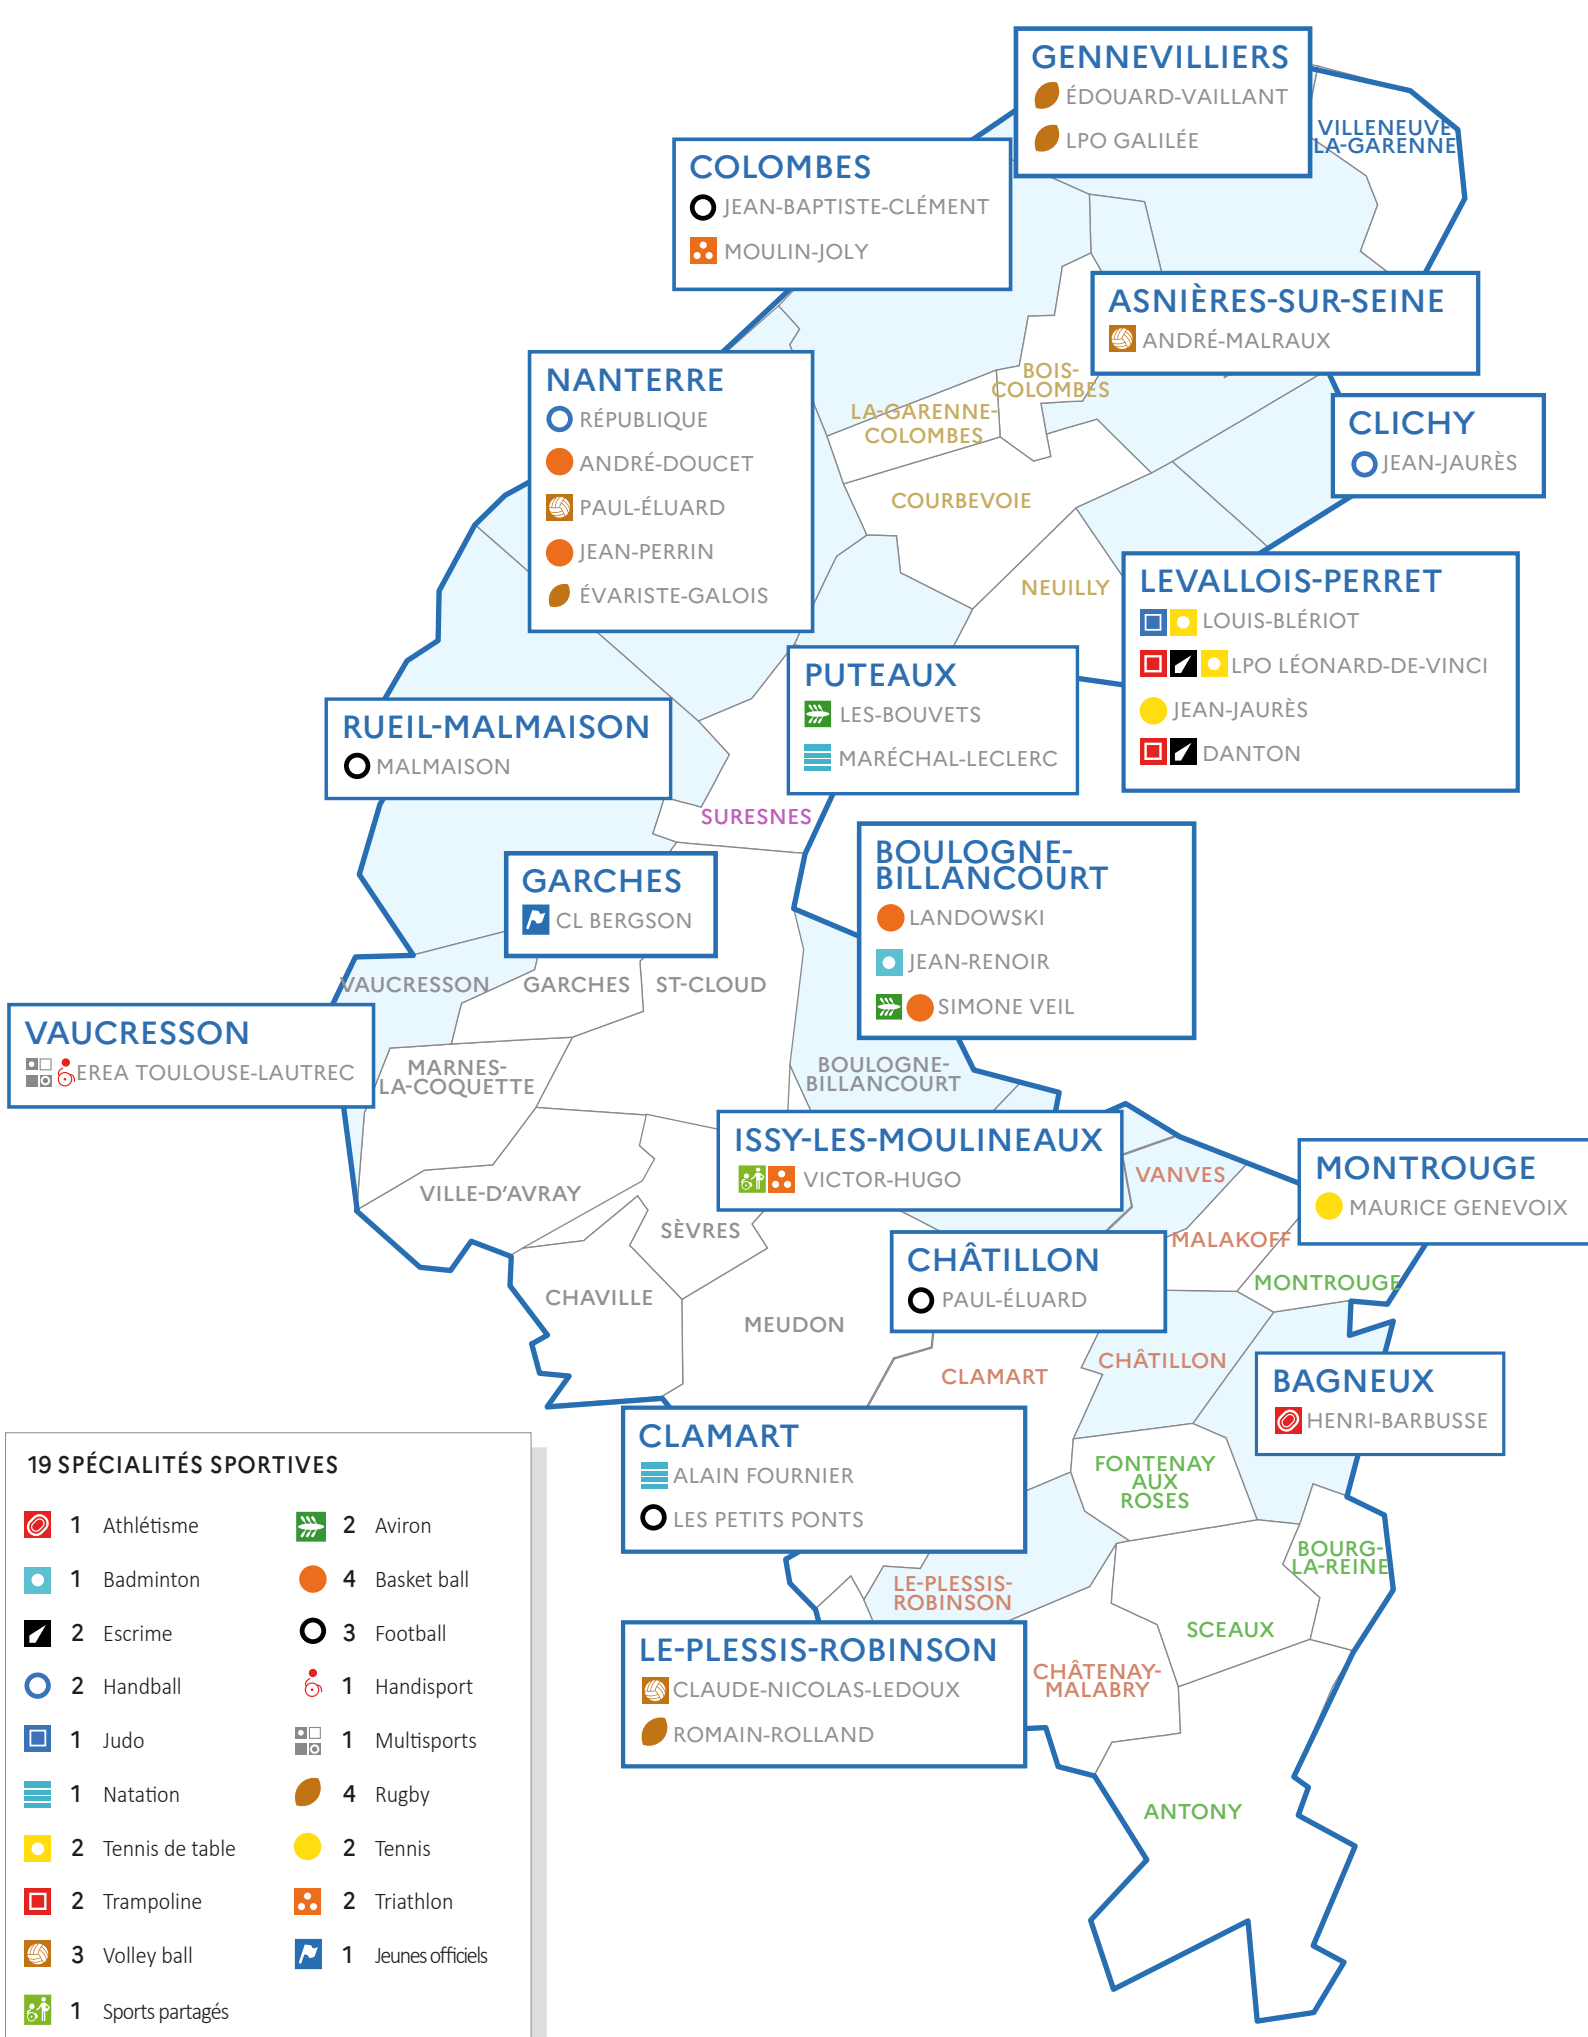 GENNEVILLIERS
ÉDOUARD-VAILLANT
LPO GALILÉE
VILLENEUVE
LA-GARENNE
COLOMBES
JEAN-BAPTISTE-CLÉMENT
MOULIN-JOLY
ASNIÈRES-SUR-SEINE
ANDRÉ-MALRAUX
BOIS-
COLOMBES
LA-GARENNE-
COLOMBES
NANTERRE
RÉPUBLIQUE
ANDRÉ-DOUCET
PAUL-ÉLUARD
JEAN-PERRIN
ÉVARISTE-GALOIS
CLICHY
JEAN-JAURÈS
COURBEVOIE
NEUILLY
LEVALLOIS-PERRET
LOUIS-BLÉRIOT
LPO LÉONARD-DE-VINCI
JEAN-JAURÈS
DANTON
PUTEAUX
LES-BOUVETS
MARÉCHAL-LECLERC
RUEIL-MALMAISON
MALMAISON
SURESNES
BOULOGNE-
BILLANCOURT
LANDOWSKI
JEAN-RENOIR
SIMONE VEIL
GARCHES
CL BERGSON
VAUCRESSON
GARCHES
ST-CLOUD
VAUCRESSON
EREA TOULOUSE-LAUTREC
MARNES-
LA-COQUETTE
BOULOGNE-
BILLANCOURT
ISSY-LES-MOULINEAUX
VICTOR-HUGO
VANVES
MONTROUGE
MAURICE GENEVOIX
VILLE-D'AVRAY
SÈVRES
MALAKOFF
MONTROUGE
CHÂTILLON
PAUL-ÉLUARD
CHAVILLE
MEUDON
CLAMART
CHÂTILLON
BAGNEUX
HENRI-BARBUSSE
CLAMART
ALAIN FOURNIER
LES PETITS PONTS
FONTENAY
AUX
ROSES
BOURG-
LA-REINE
LE-PLESSIS-
ROBINSON
SCEAUX
LE-PLESSIS-ROBINSON
CLAUDE-NICOLAS-LEDOUX
ROMAIN-ROLLAND
CHÂTENAY-
MALABRY
ANTONY
19 SPÉCIALITÉS SPORTIVES
1 Athlétisme
2 Aviron
1 Badminton
4 Basket ball
2 Escrime
3 Football
2 Handball
1 Handisport
1 Judo
1 Multisports
1 Natation
4 Rugby
2 Tennis de table
2 Tennis
2 Trampoline
2 Triathlon
3 Volley ball
1 Jeunes officiels
1 Sports partagés